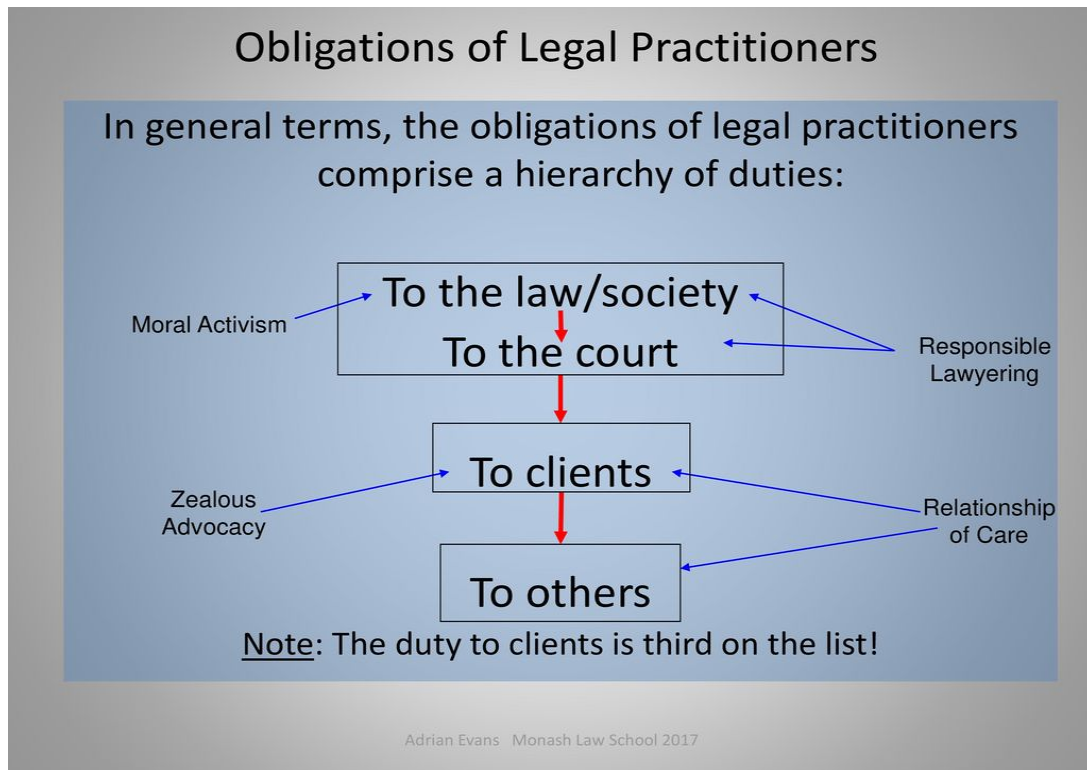 Obligations of Legal Practitioners
In general terms, the obligations of legal practitioners
comprise a hierarchy of duties:
To the law/society
Moral Activism
To the court
Responsible
Lawyering
To clients
Zealous
Advocacy
Relationship
of Care
To others
Note: The duty to clients is third on the list!
Adrian Evans Monash Law School 2017